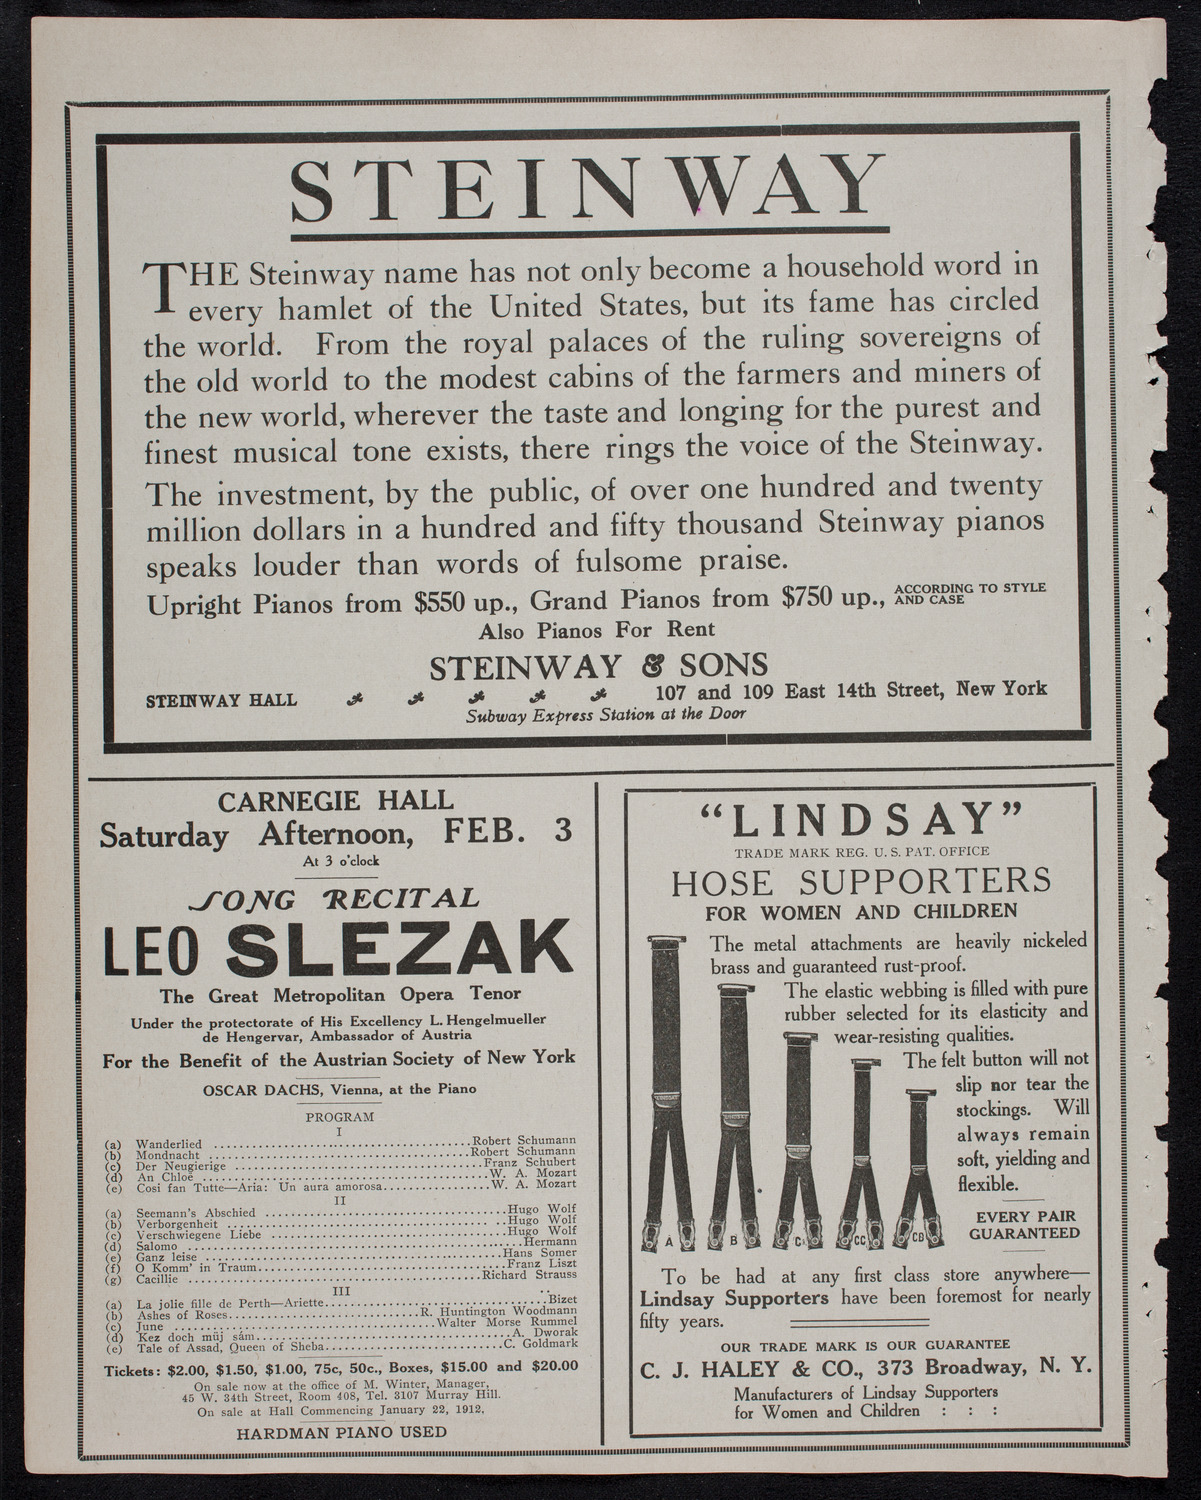 STEINWAY
THE Steinway name has not only become a household word in
every hamlet of the United States, but its fame has circled
the world. From the royal palaces of the ruling sovereigns of
the old world to the modest cabins of the farmers and miners of
the new world, wherever the taste and longing for the purest and
finest musical tone exists, there rings the voice of the Steinway.
The investment, by the public, of over one hundred and twenty
million dollars in a hundred and fifty thousand Steinway pianos
speaks louder than words of fulsome praise.
Upright Pianos from $550 up., Grand Pianos from $750 up., ACCORDING TO STYLE
AND CASE
Also Pianos For Rent
STEINWAY & SONS
STEINWAY HALL 107 and 109 East 14th Street, New York
Subway Express Station at the Door
CARNEGIE HALL
Saturday Afternoon, FEB. 3
At 3 o'clock
SONG RECITAL
LEO SLEZAK
The Great Metropolitan Opera Tenor
Under the protectorate of His Excellency L. Hengelmueller
de Hengervar, Ambassador of Austria
For the Benefit of the Austrian Society of New York
OSCAR DACHS, Vienna, at the Piano
PROGRAM
I
(a) Wanderlied ........ Robert Schumann
(b) Mondnacht ........ Robert Schumann
(c) Der Neugierige ........ Franz Schubert
(d) An Chloe ........ W. A. Mozart
(e) Cosi fan Tutte—Aria: Un aura amorosa........ W. A. Mozart
II
(a) Seemann's Abschied ........ Hugo Wolf
(b) Verborgenheit ........ Hugo Wolf
(c) Verschwiegene Liebe ........ Hugo Wolf
(d) Salomo ........ Hermann
(e) Ganz leise ........ Hans Somer
(f) O Komm' in Traum........ Franz Liszt
(g) Cacillie ........ Richard Strauss
III
(a) La jolie fille de Perth—Ariette........ Bizet
(b) Ashes of Roses........ R. Huntington Woodmann
(c) June ........ Walter Morse Rummel
(d) Kez doch můj sám........ A. Dworak
(e) Tale of Assad, Queen of Sheba........ C. Goldmark
Tickets: $2.00, $1.50, $1.00, 75c, 50c., Boxes, $15.00 and $20.00
On sale now at the office of M. Winter, Manager,
45 W. 34th Street, Room 408, Tel. 3107 Murray Hill.
On sale at Hall Commencing January 22, 1912.
HARDMAN PIANO USED
"LINDSAY"
TRADE MARK REG. U. S. PAT. OFFICE
HOSE SUPPORTERS
FOR WOMEN AND CHILDREN
The metal attachments are heavily nickeled
brass and guaranteed rust-proof.
The elastic webbing is filled with pure
rubber selected for its elasticity and
wear-resisting qualities.
The felt button will not
slip nor tear the
stockings. Will
always remain
soft, yielding and
flexible.
EVERY PAIR
GUARANTEED
LINDSAY LINDSAY
A B C CC CB
To be had at any first class store anywhere—
Lindsay Supporters have been foremost for nearly
fifty years.
OUR TRADE MARK IS OUR GUARANTEE
C. J. HALEY & CO., 373 Broadway, N. Y.
Manufacturers of Lindsay Supporters
for Women and Children : : :